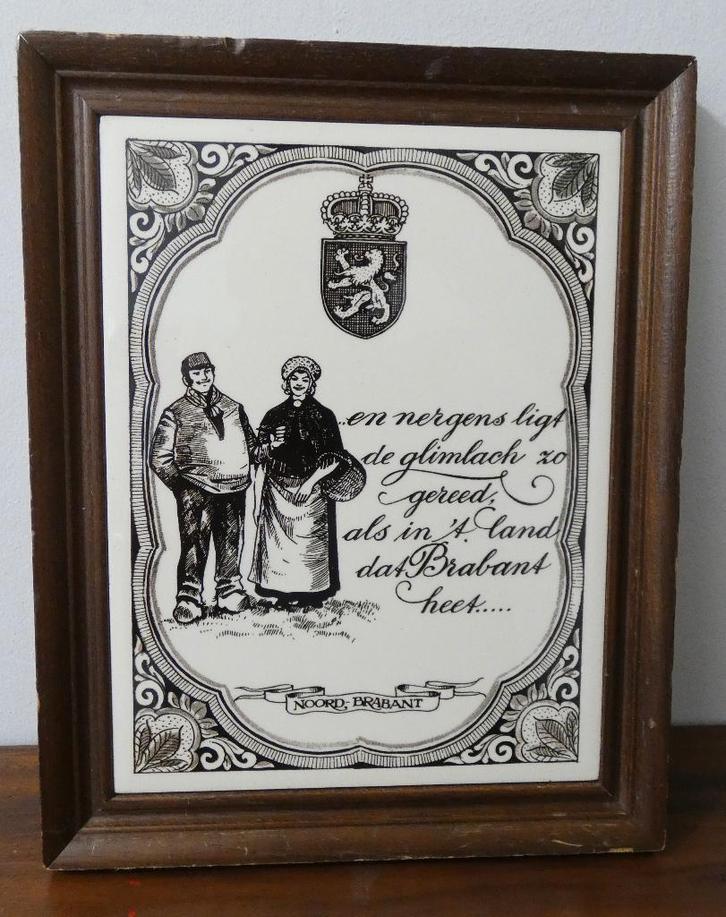 ..en nergens ligt
de glimlach zo
gereed,
als in 't land
dat Brabant
heet.....
NOORD-BRABANT